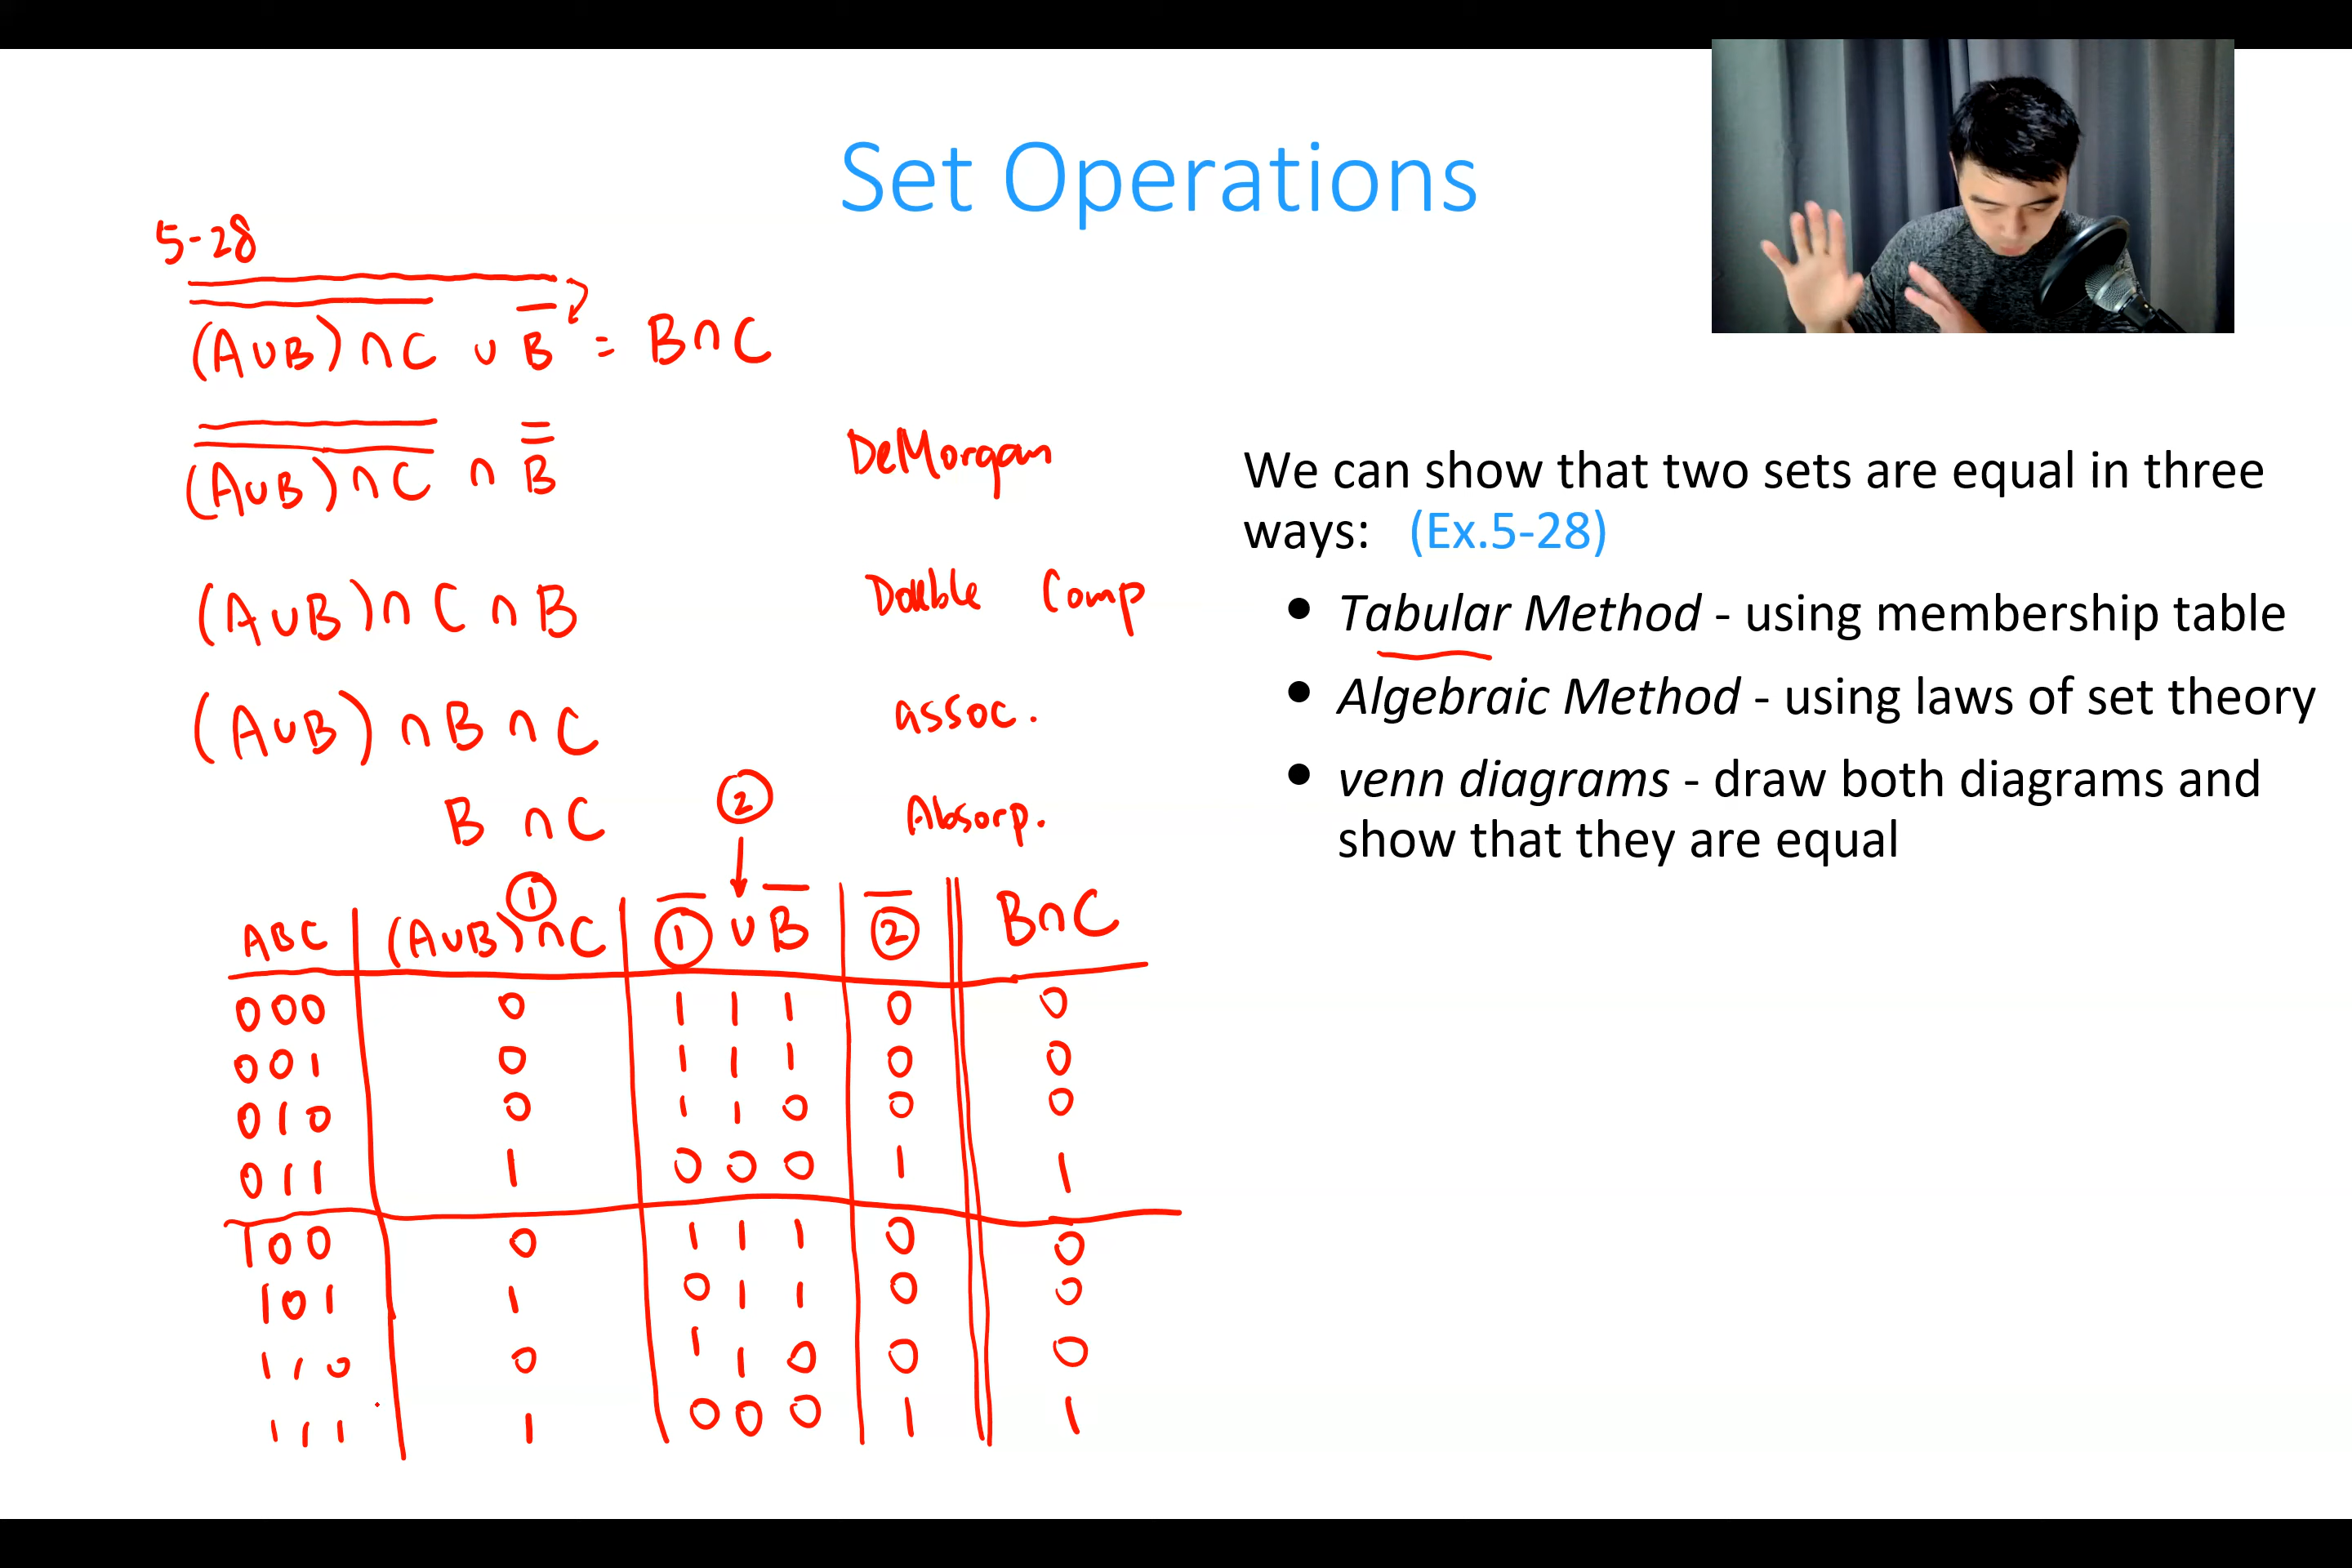 Set Operations
5-28
(A∪B)∩C ∪ B̅ = B∩C
(A∪B)∩C ∩ B̿ DeMorgan
(A∪B)∩C∩B Double Comp
(A∪B)∩B∩C assoc.
B∩C Absorp.
②
①
ABC (A∪B)∩C ①̅ ∪ B̅ ②̅ B∩C
000 0 1 1 1 0 0
001 0 1 1 1 0 0
010 0 1 1 0 0 0
011 1 0 0 0 1 1
100 0 1 1 1 0 0
101 1 0 1 1 0 0
110 0 1 1 0 0 0
111 1 0 0 0 1 1
We can show that two sets are equal in three
ways: (Ex.5-28)
• Tabular Method - using membership table
• Algebraic Method - using laws of set theory
• venn diagrams - draw both diagrams and
show that they are equal